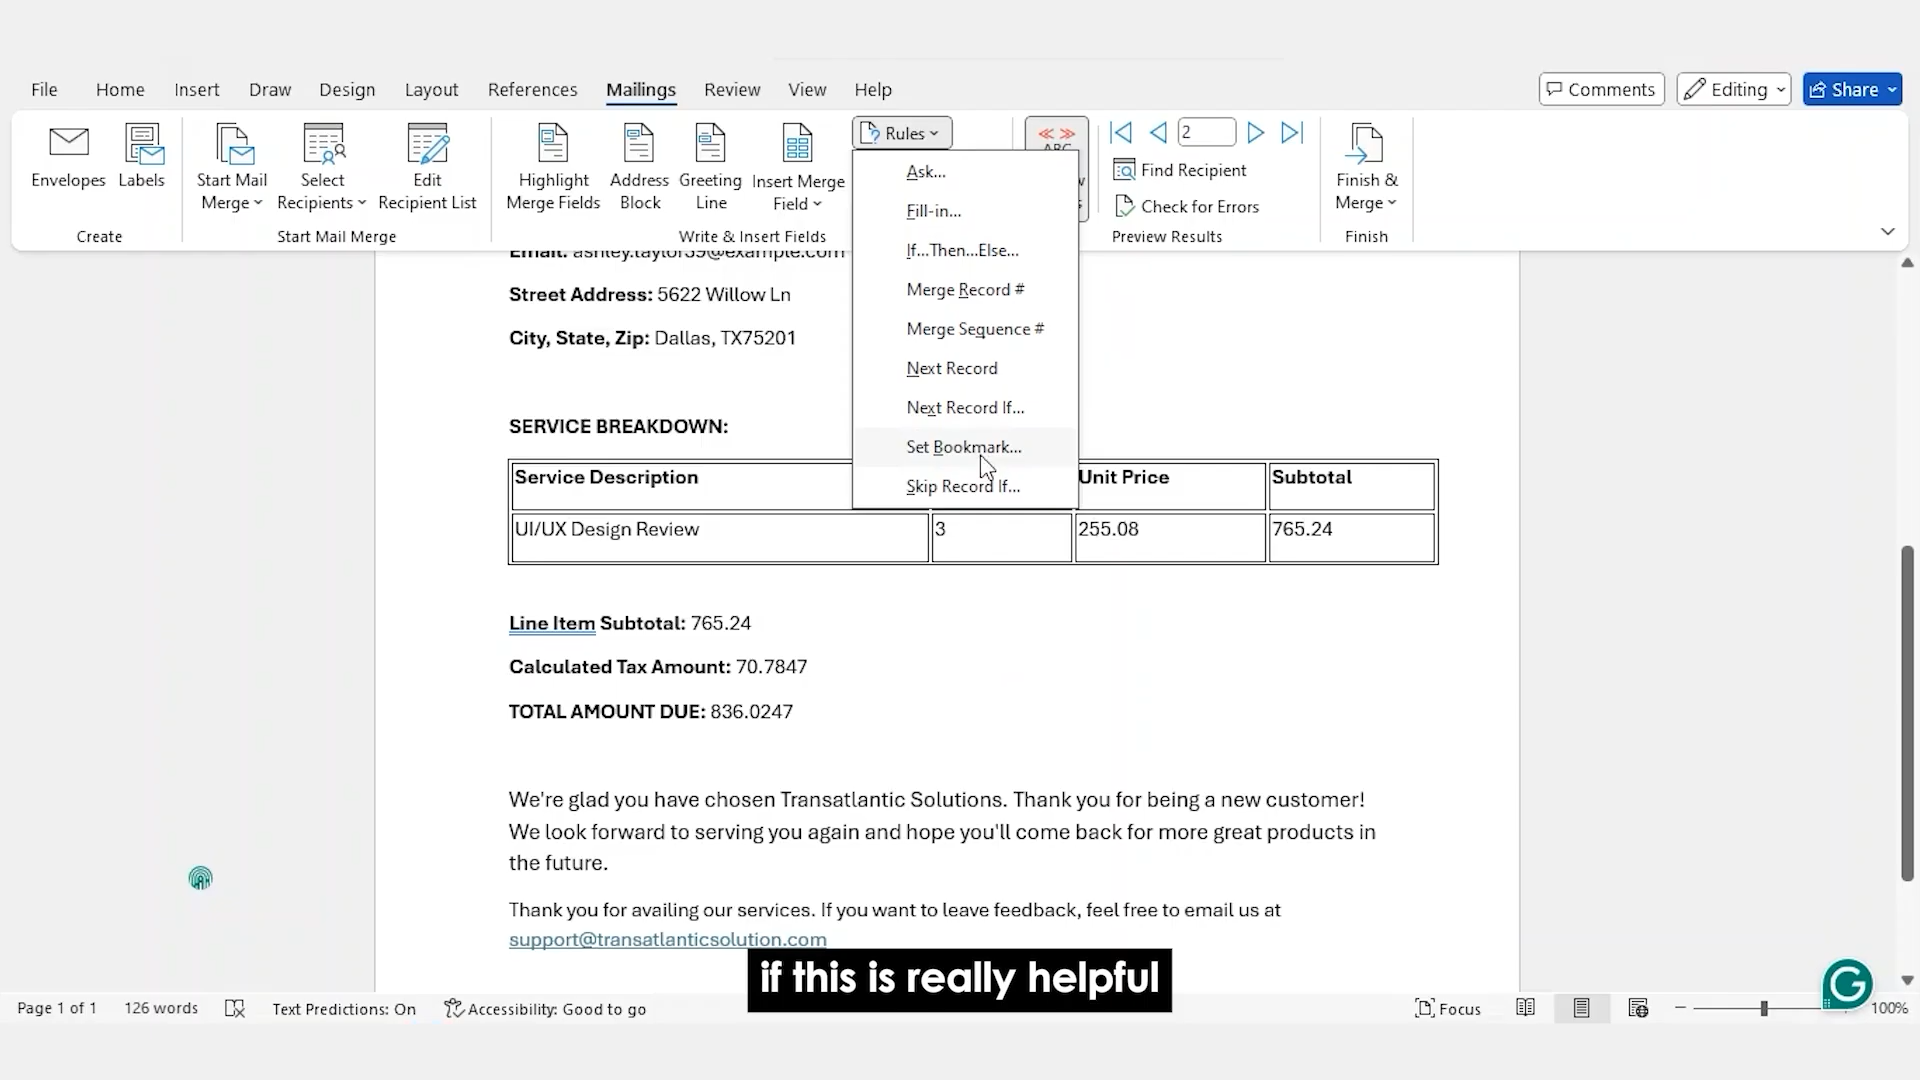 File Home Insert Draw Design Layout References Mailings Review View Help Comments Editing Share
Envelopes Labels Start Mail Merge Select Recipients Edit Recipient List Highlight Merge Fields Address Block Greeting Line Insert Merge Field Rules ABC
2
Find Recipient
Check for Errors
Finish & Merge
Create Start Mail Merge Write & Insert Fields Preview Results Finish
Ask...
Fill-in...
If...Then...Else...
Merge Record #
Merge Sequence #
Next Record
Next Record If...
Set Bookmark...
Skip Record If...
Email: ashley.taylor39@example.com
Street Address: 5622 Willow Ln
City, State, Zip: Dallas, TX75201
SERVICE BREAKDOWN:
Service Description Unit Price Subtotal
UI/UX Design Review 3 255.08 765.24
Line Item Subtotal: 765.24
Calculated Tax Amount: 70.7847
TOTAL AMOUNT DUE: 836.0247
We're glad you have chosen Transatlantic Solutions. Thank you for being a new customer!
We look forward to serving you again and hope you'll come back for more great products in
the future.
Thank you for availing our services. If you want to leave feedback, feel free to email us at
support@transatlanticsolution.com
if this is really helpful
Page 1 of 1 126 words Text Predictions: On Accessibility: Good to go Focus 100%